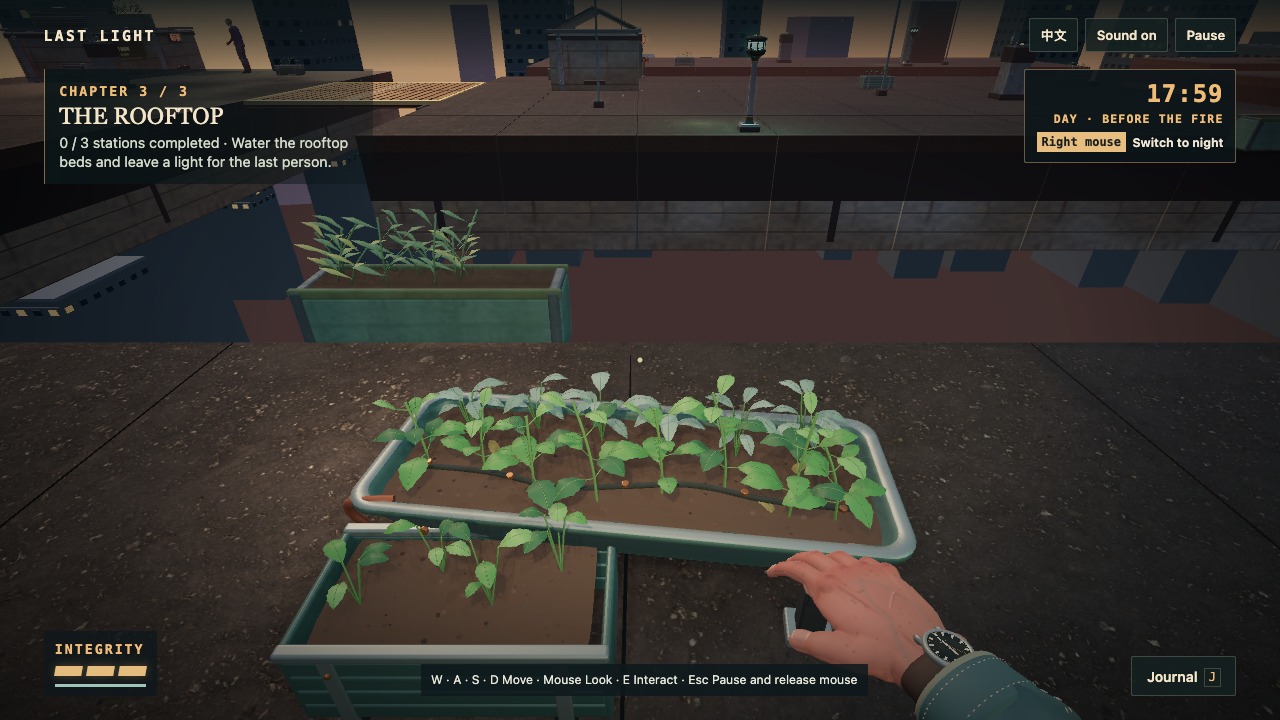 LAST LIGHT
中文
Sound on
Pause
CHAPTER 3 / 3
THE ROOFTOP
0 / 3 stations completed · Water the rooftop
beds and leave a light for the last person.
17:59
DAY · BEFORE THE FIRE
Right mouse Switch to night
INTEGRITY
W · A · S · D Move · Mouse Look · E Interact · Esc Pause and release mouse
Journal J